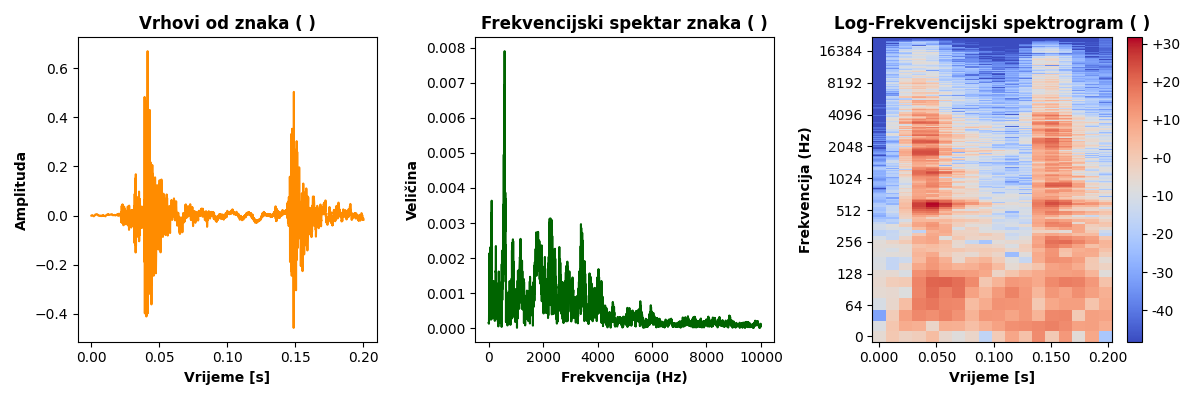 Vrhovi od znaka ( )
0.6
0.4
0.2
0.0
−0.2
−0.4
0.00 0.05 0.10 0.15 0.20
Amplituda
Vrijeme [s]
Frekvencijski spektar znaka ( )
0.008
0.007
0.006
0.005
0.004
0.003
0.002
0.001
0.000
0 2000 4000 6000 8000 10000
Veličina
Frekvencija (Hz)
Log-Frekvencijski spektrogram ( )
16384
8192
4096
2048
1024
512
256
128
64
0
0.000 0.050 0.100 0.150 0.200
Frekvencija (Hz)
Vrijeme [s]
+30
+20
+10
+0
-10
-20
-30
-40